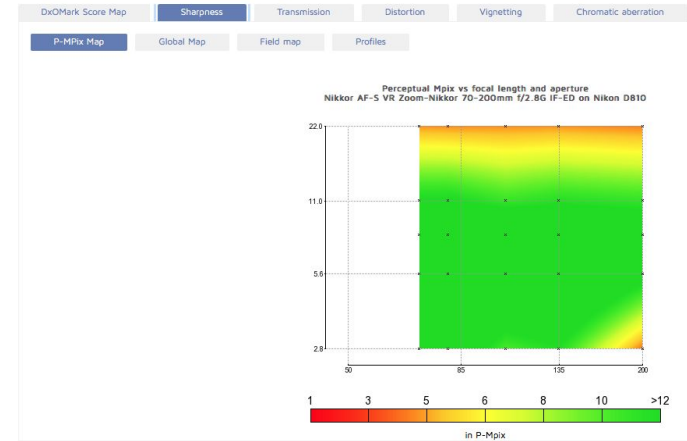 DxOMark Score Map Sharpness Transmission Distortion Vignetting Chromatic aberration
P-MPix Map Global Map Field map Profiles
Perceptual Mpix vs focal length and aperture
Nikkor AF-S VR Zoom-Nikkor 70-200mm f/2.8G IF-ED on Nikon D810
22.0
11.0
5.6
2.8
50 85 135 200
1 3 5 6 8 10 >12
in P-Mpix